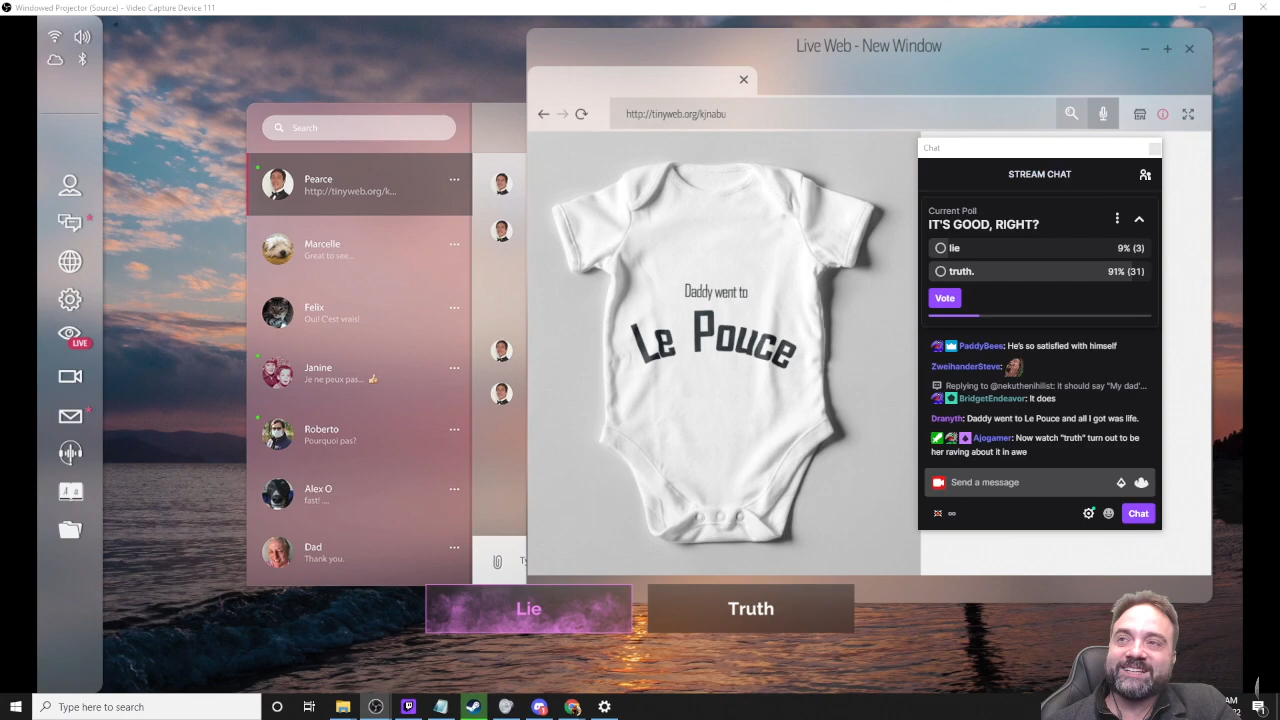 Windowed Projector (Source) - Video Capture Device 111
Live Web - New Window
http://tinyweb.org/kjnabu
Search
Pearce
http://tinyweb.org/k...
Marcelle
Great to see...
Felix
Oui! C'est vrai!
Janine
Je ne peux pas... 👍
Roberto
Pourquoi pas?
Alex O
fast! ....
Dad
Thank you.
LIVE
A a
Daddy went to
Le Pouce
Chat
STREAM CHAT
Current Poll
IT'S GOOD, RIGHT?
lie 9% (3)
truth. 91% (31)
Vote
PaddyBees: He's so satisfied with himself
ZweihanderSteve:
Replying to @nekuthenihilist: it should say "My dad'...
BridgetEndeavor: It does
Dranyth: Daddy went to Le Pouce and all I got was life.
Ajogamer: Now watch "truth" turn out to be
her raving about it in awe
Send a message
∞
Chat
Lie
Truth
Type here to search